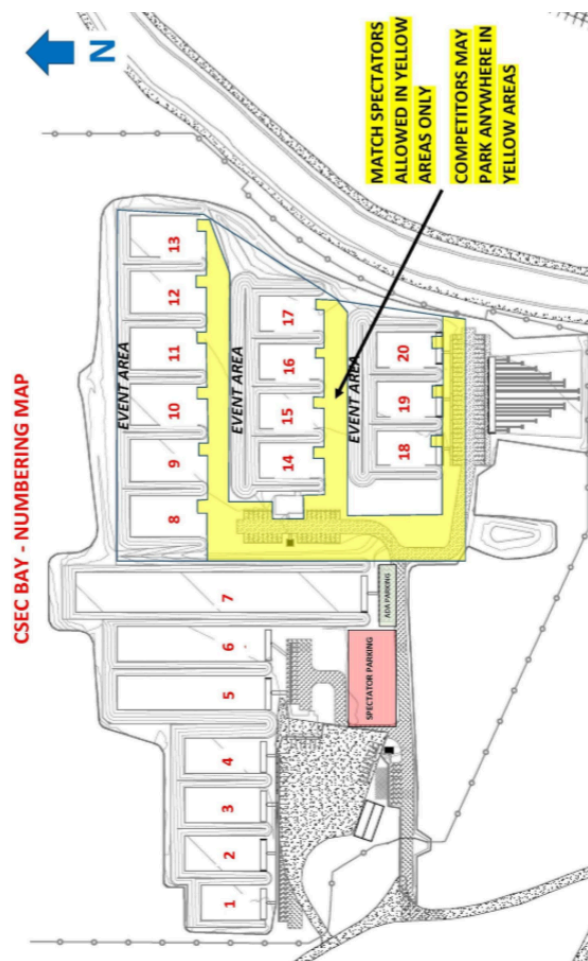 CSEC BAY - NUMBERING MAP
N
MATCH SPECTATORS
ALLOWED IN YELLOW
AREAS ONLY
COMPETITORS MAY
PARK ANYWHERE IN
YELLOW AREAS
EVENT AREA
EVENT AREA
EVENT AREA
1
2
3
4
5
6
7
8
9
10
11
12
13
14
15
16
17
18
19
20
SPECTATOR PARKING
ADA PARKING